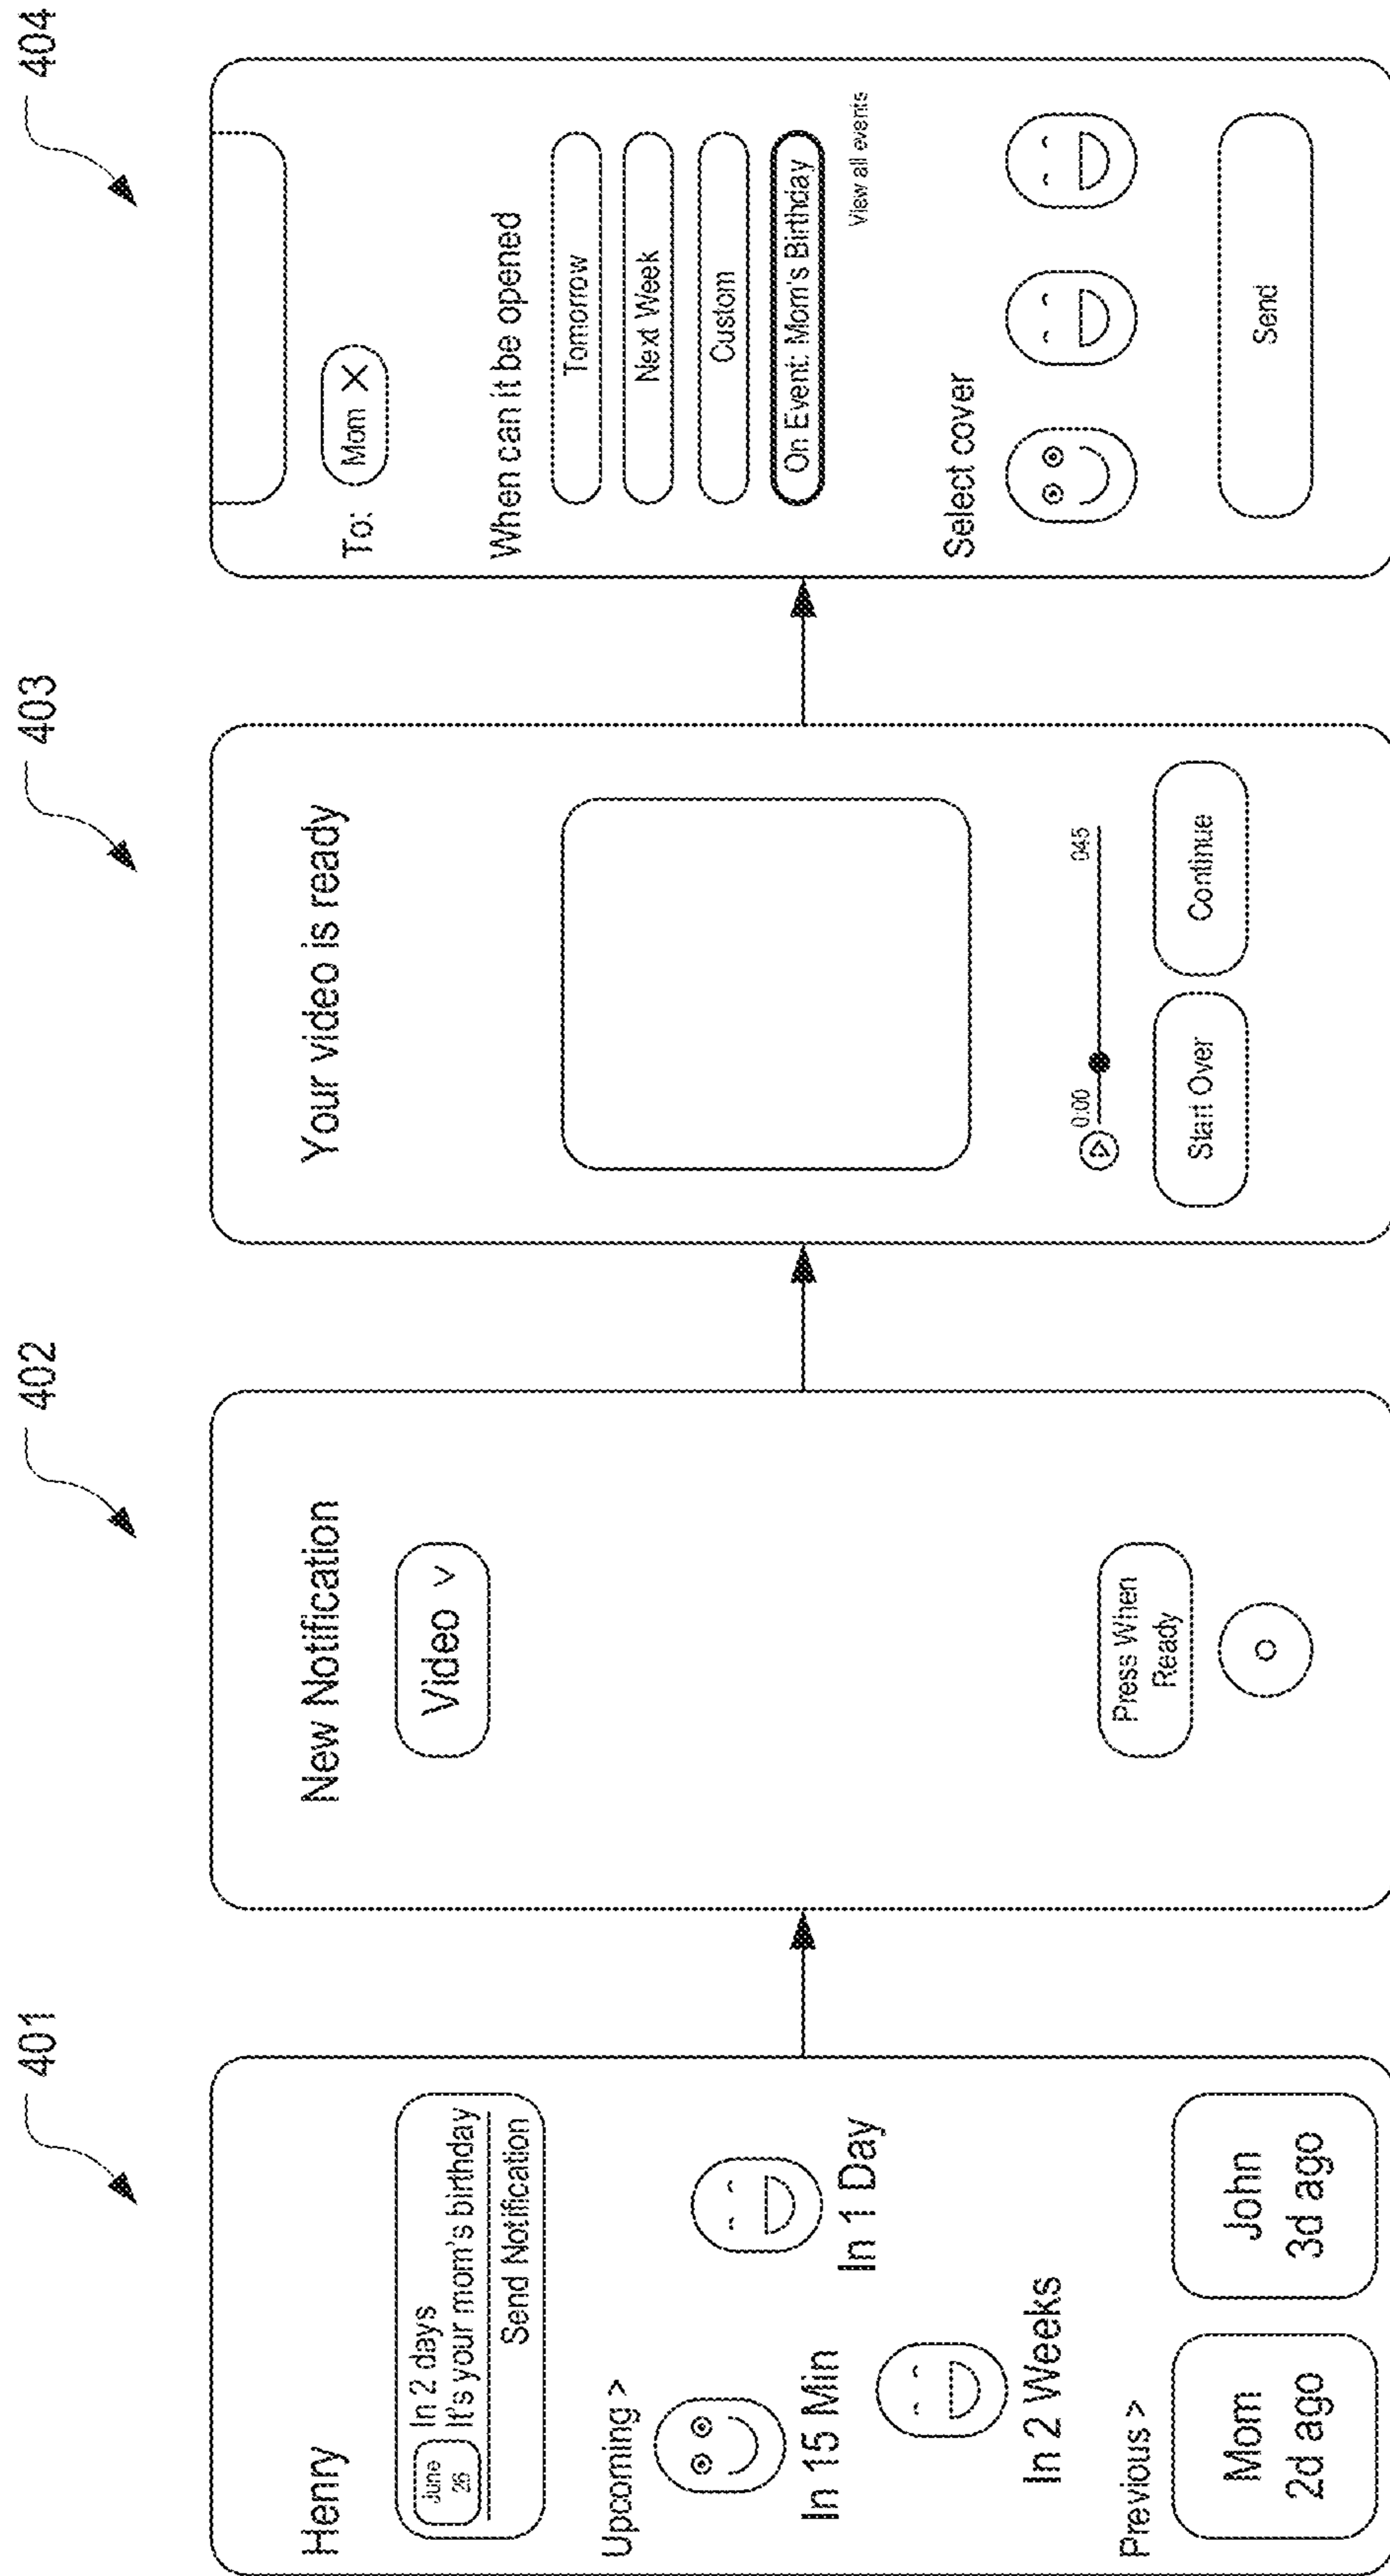 401
Henry
June
26
In 2 days
It's your mom's birthday
Send Notification
Upcoming >
In 15 Min
In 1 Day
In 2 Weeks
Previous >
Mom
2d ago
John
3d ago
402
New Notification
Video ∨
Press When
Ready
403
Your video is ready
0:00
045
Start Over
Continue
404
To:
Mom X
When can it be opened
Tomorrow
Next Week
Custom
On Event: Mom's Birthday
View all events
Select cover
Send